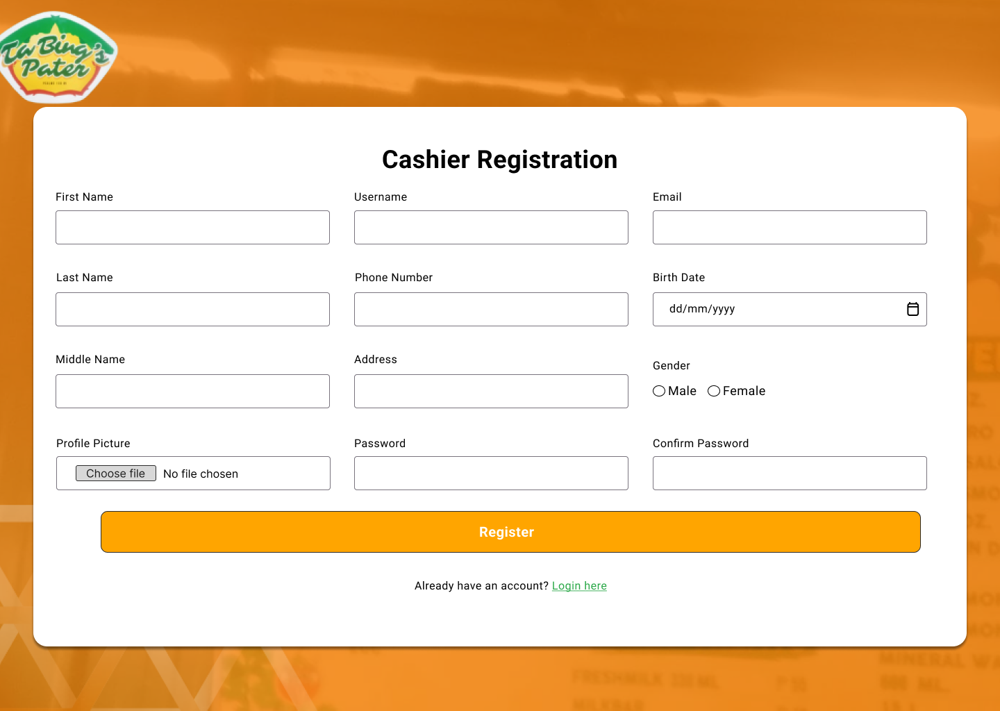 Ta Bing's
Pater
Cashier Registration
First Name
Username
Email
Last Name
Phone Number
Birth Date
dd/mm/yyyy
Middle Name
Address
Gender
Male
Female
Profile Picture
Password
Confirm Password
Choose file
No file chosen
Register
Already have an account? Login here
FRESHMILK
MINERAL
ML.